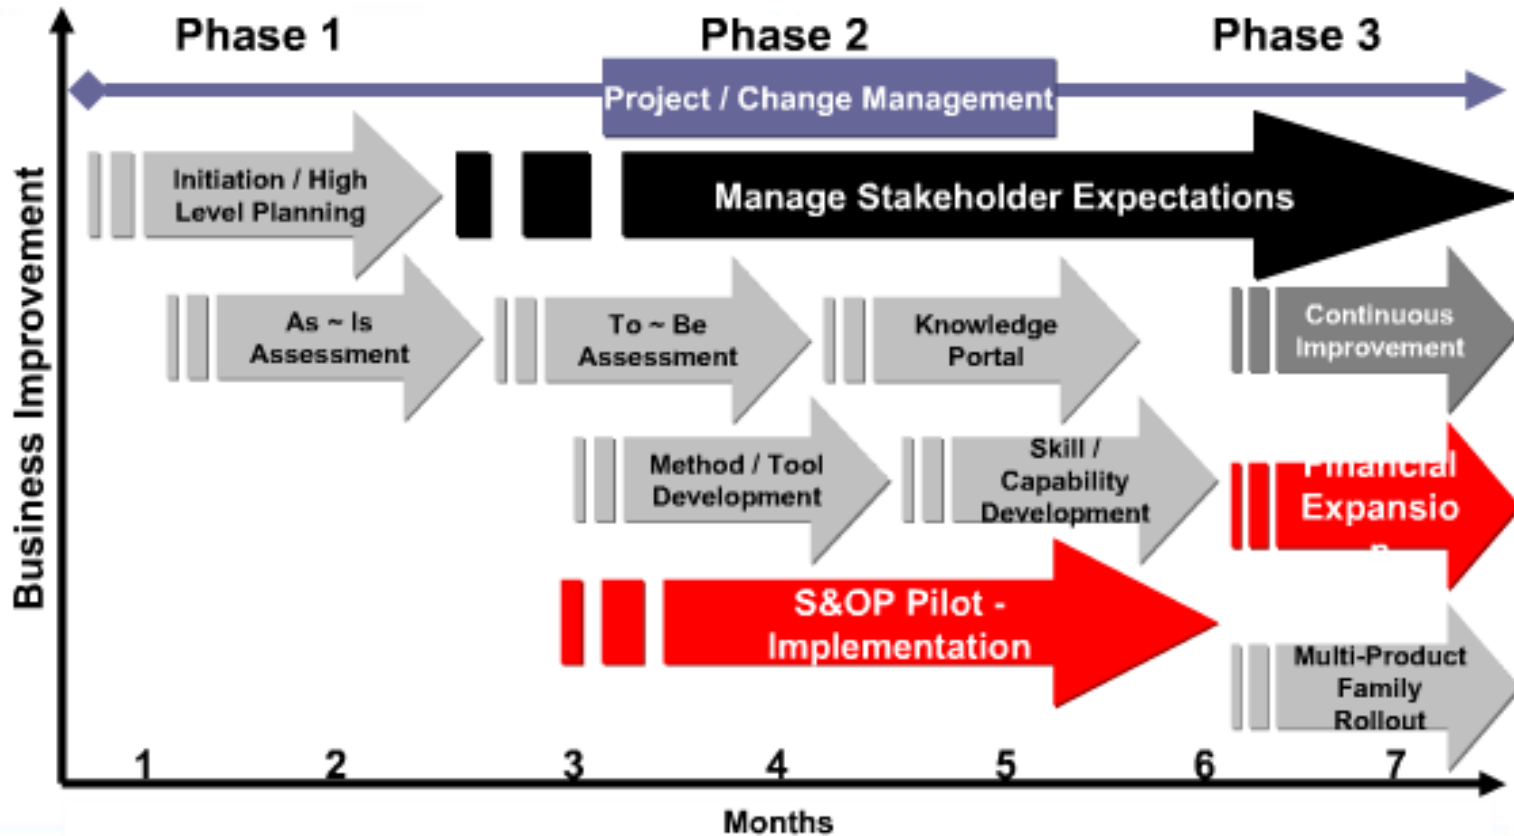 Phase 1
Phase 2
Phase 3
Project / Change Management
Initiation / High
Level Planning
Manage Stakeholder Expectations
As ~ Is
Assessment
To ~ Be
Assessment
Knowledge
Portal
Continuous
Improvement
Method / Tool
Development
Skill /
Capability
Development
Financial
Expansio
n
S&OP Pilot -
Implementation
Multi-Product
Family
Rollout
Business Improvement
1
2
3
4
5
6
7
Months